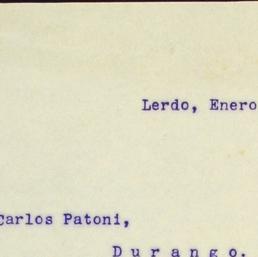 Lerdo, Enero
Carlos Patoni,
D u r a n g o.